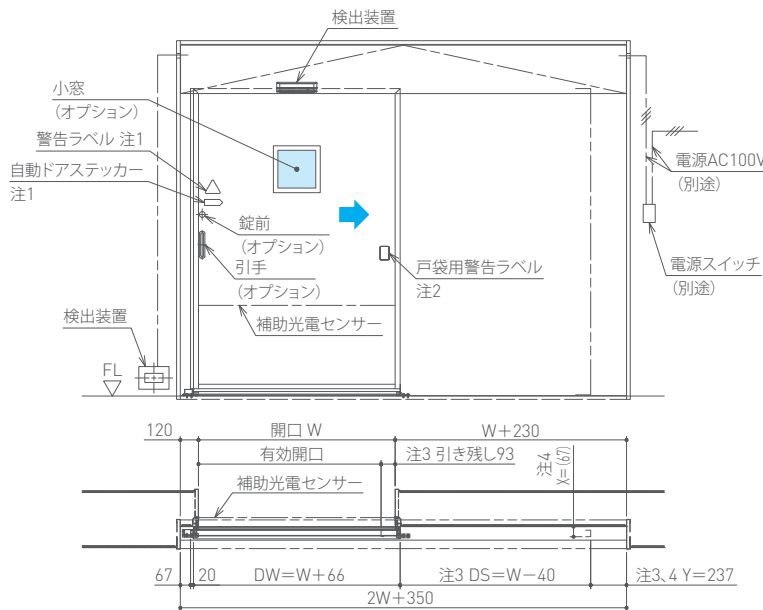 検出装置
小窓
(オプション)
警告ラベル 注1
自動ドアステッカー
注1
電源AC100V
(別途)
錠前
(オプション)
引手
(オプション)
戸袋用警告ラベル
注2
電源スイッチ
(別途)
検出装置
補助光電センサー
FL
120
開口 W
W+230
有効開口
注3 引き残し93
注4
X=(67)
補助光電センサー
67
20
DW=W+66
注3 DS=W−40
注3、4 Y=237
2W+350